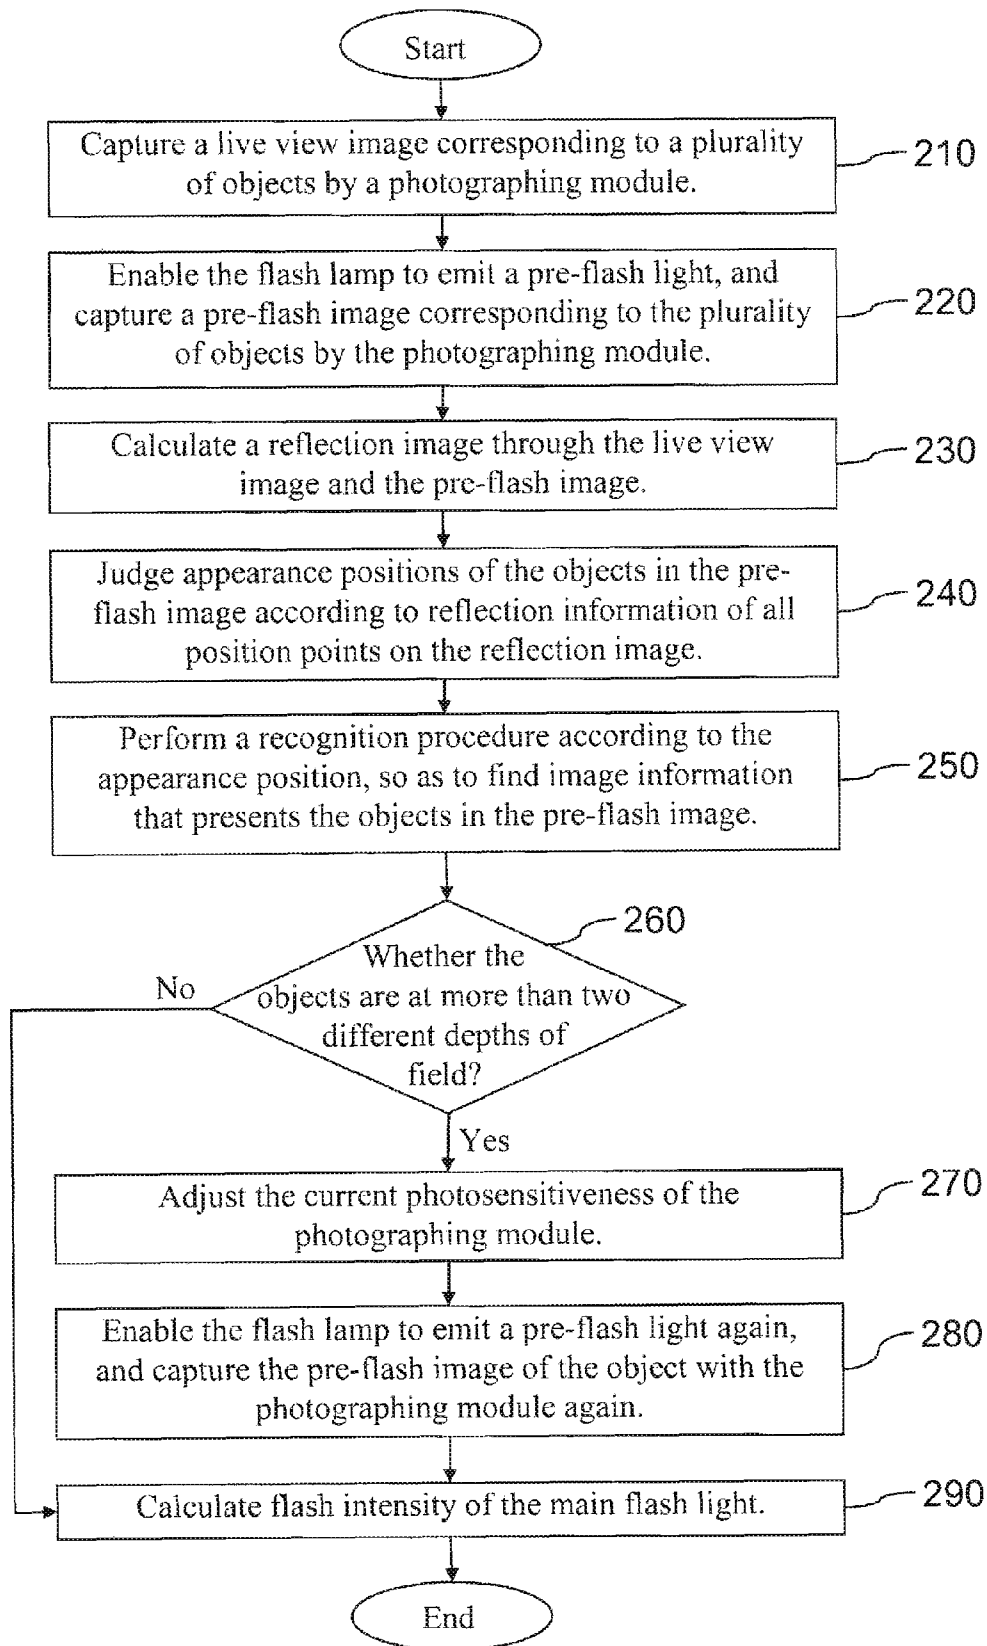 Start
Capture a live view image corresponding to a plurality
of objects by a photographing module.
210
Enable the flash lamp to emit a pre-flash light, and
capture a pre-flash image corresponding to the plurality
of objects by the photographing module.
220
Calculate a reflection image through the live view
image and the pre-flash image.
230
Judge appearance positions of the objects in the pre-
flash image according to reflection information of all
position points on the reflection image.
240
Perform a recognition procedure according to the
appearance position, so as to find image information
that presents the objects in the pre-flash image.
250
260
Whether the
objects are at more than two
different depths of
field?
No
Yes
Adjust the current photosensitiveness of the
photographing module.
270
Enable the flash lamp to emit a pre-flash light again,
and capture the pre-flash image of the object with the
photographing module again.
280
Calculate flash intensity of the main flash light.
290
End